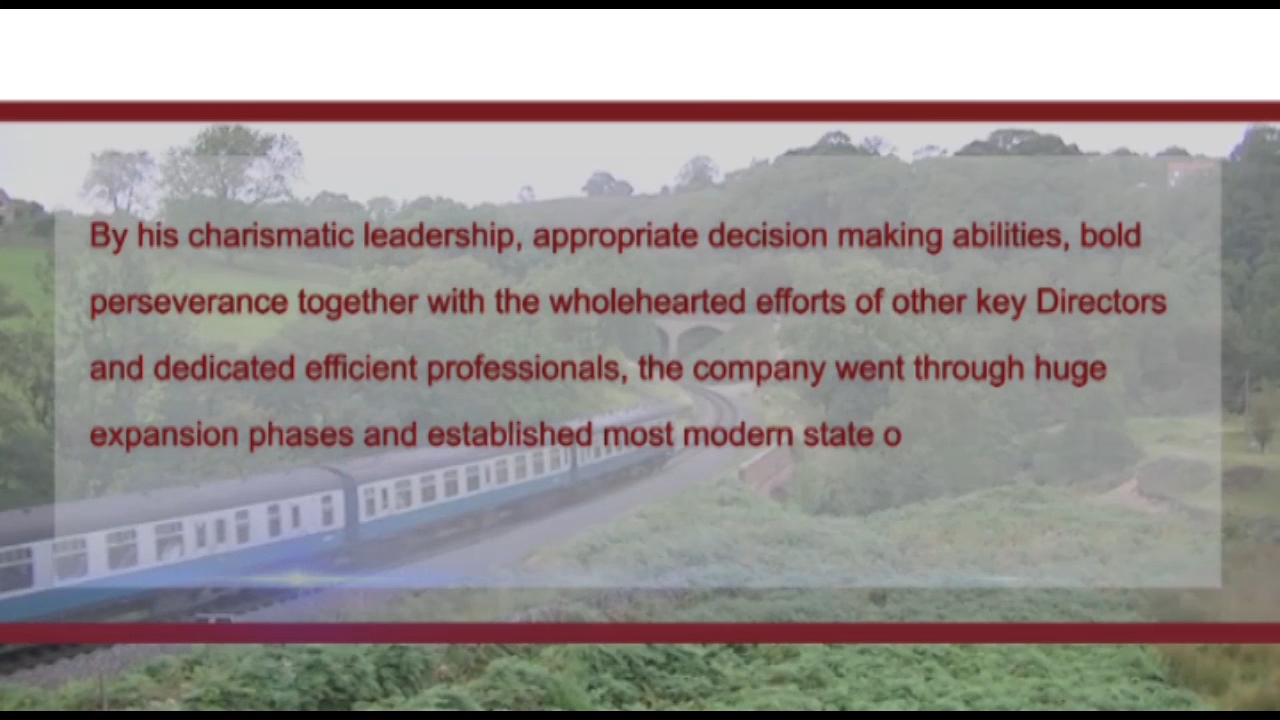 By his charismatic leadership, appropriate decision making abilities, bold
perseverance together with the wholehearted efforts of other key Directors
and dedicated efficient professionals, the company went through huge
expansion phases and established most modern state o